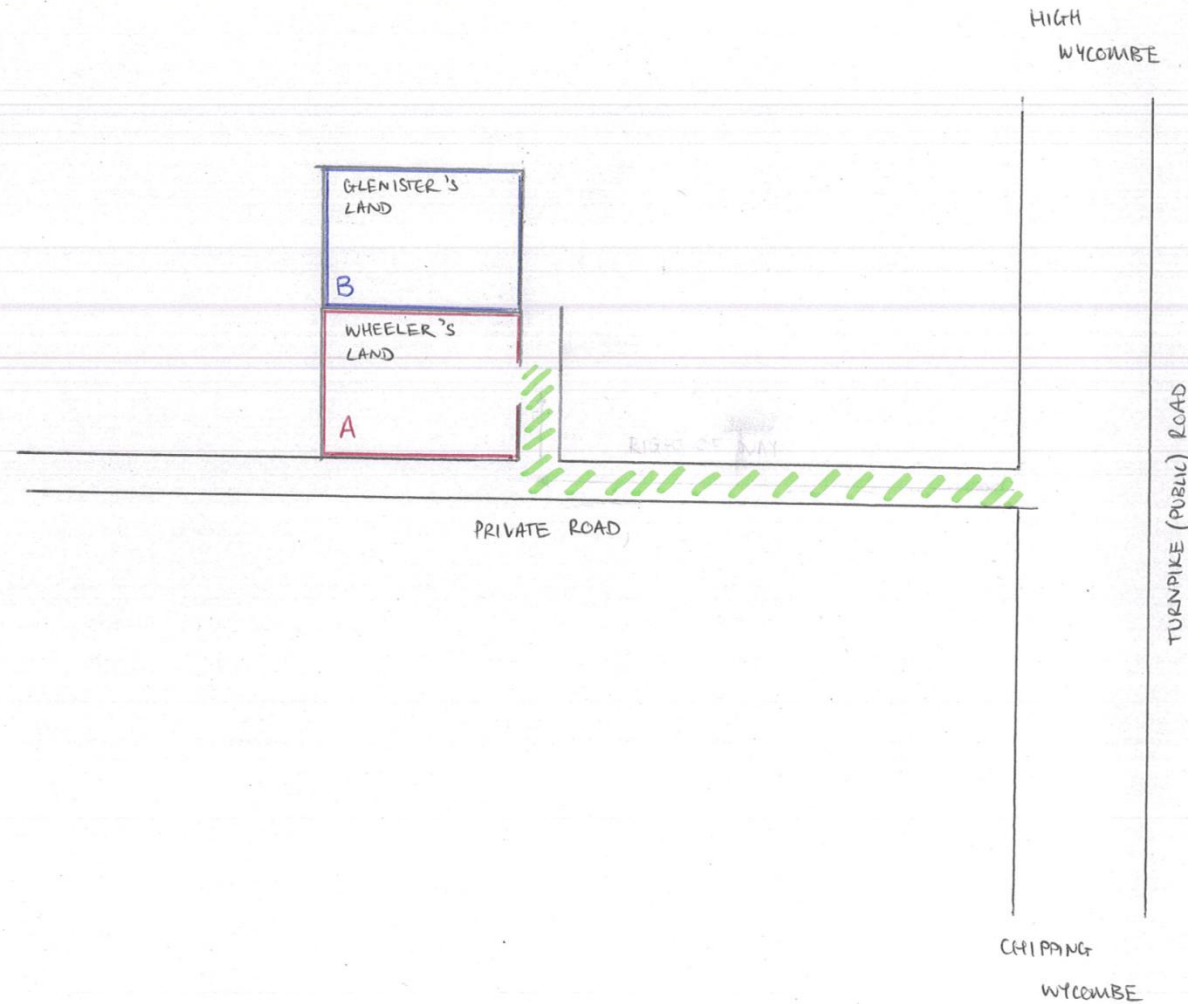 HIGH
WYCOMBE
GLENISTER'S
LAND
B
WHEELER'S
LAND
A
PRIVATE ROAD
TURNPIKE (PUBLIC) ROAD
CHIPPING
WYCOMBE